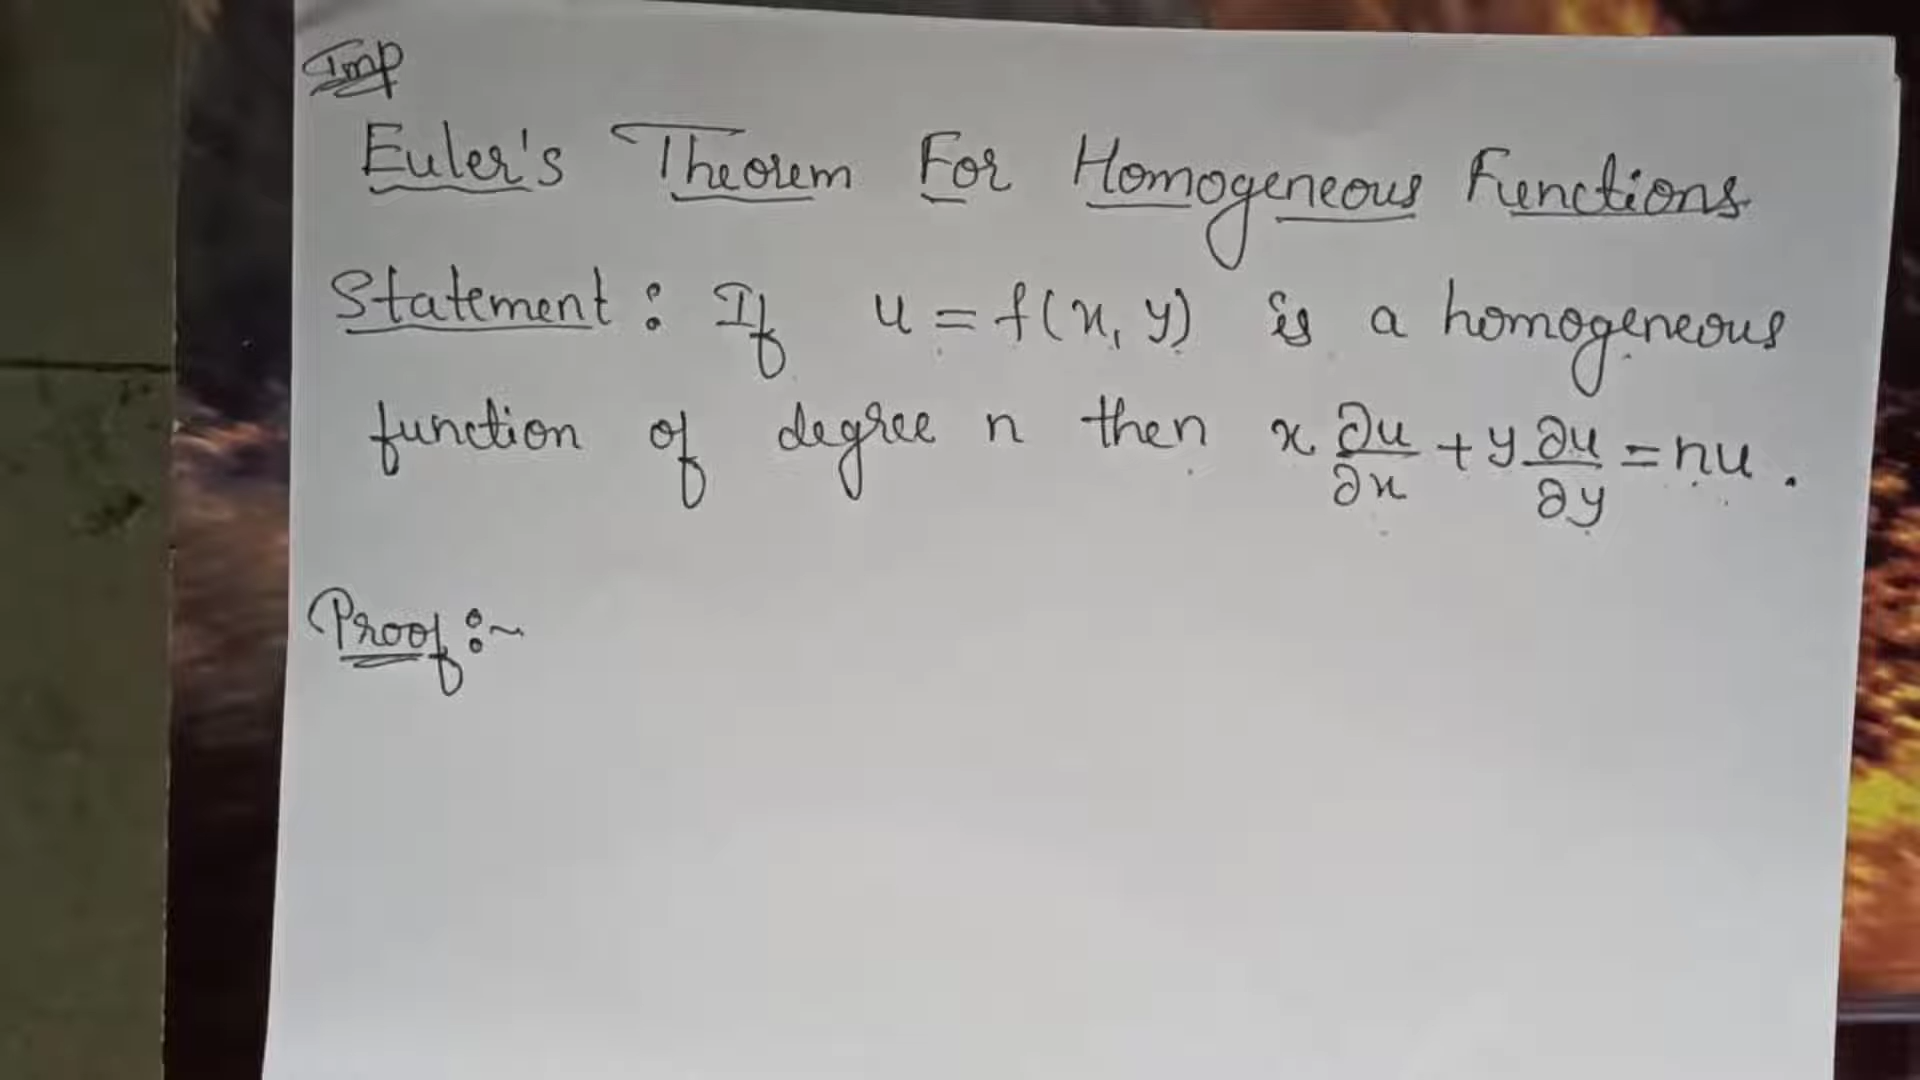 Imp
Euler's Theorem For Homogeneous Functions
Statement : If u = f(x, y) is a homogeneous
function of degree n then x ∂u/∂x + y ∂u/∂y = nu .
Proof :~